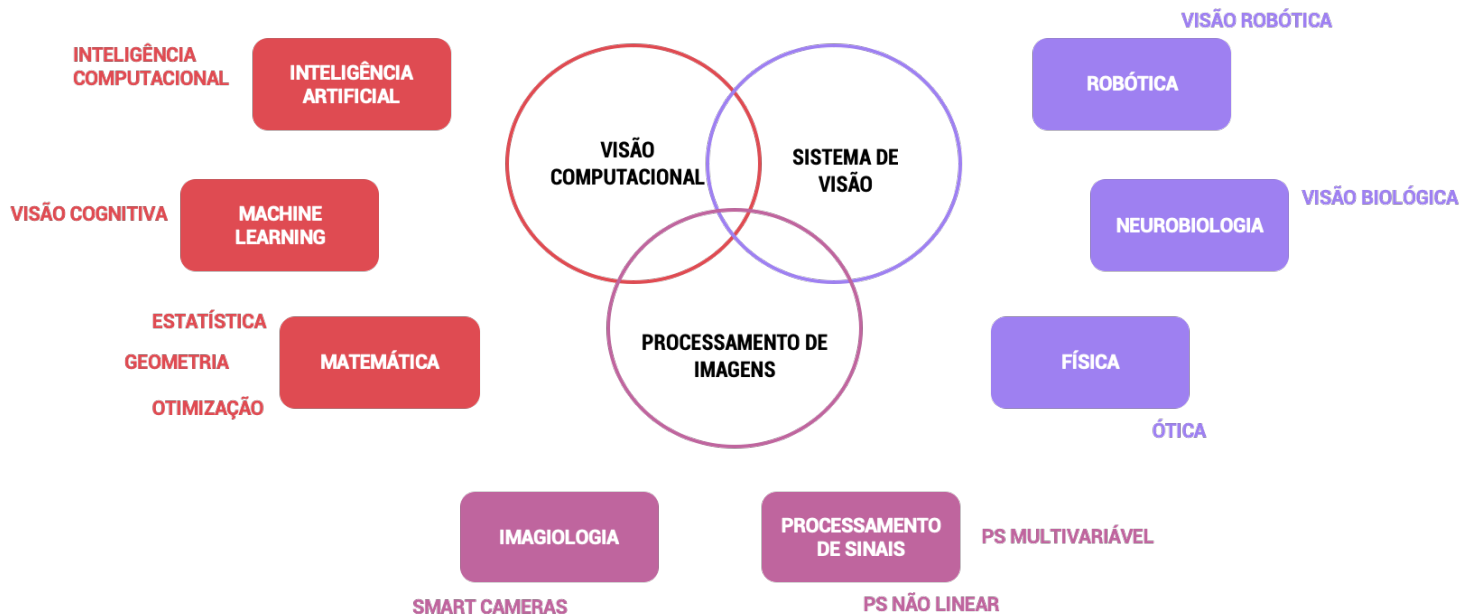 VISÃO ROBÓTICA
INTELIGÊNCIA
COMPUTACIONAL
INTELIGÊNCIA
ARTIFICIAL
VISÃO
COMPUTACIONAL
SISTEMA DE
VISÃO
ROBÓTICA
VISÃO COGNITIVA
MACHINE
LEARNING
NEUROBIOLOGIA
VISÃO BIOLÓGICA
ESTATÍSTICA
GEOMETRIA
OTIMIZAÇÃO
MATEMÁTICA
PROCESSAMENTO DE
IMAGENS
FÍSICA
ÓTICA
IMAGIOLOGIA
SMART CAMERAS
PROCESSAMENTO
DE SINAIS
PS MULTIVARIÁVEL
PS NÃO LINEAR